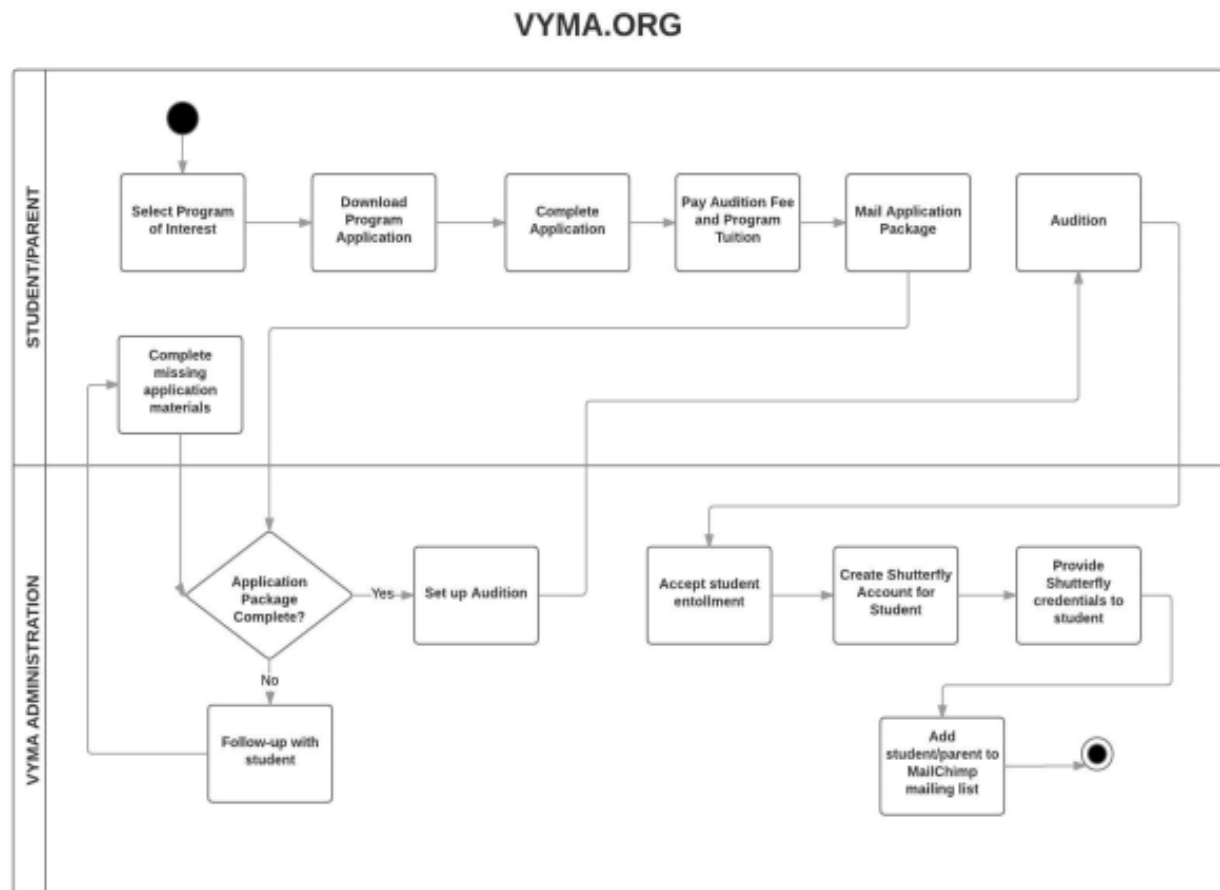 VYMA.ORG
STUDENT/PARENT
Select Program
of Interest
Download
Program
Application
Complete
Application
Pay Audition Fee
and Program
Tuition
Mail Application
Package
Audition
Complete
missing
application
materials
VYMA ADMINISTRATION
Application
Package
Complete?
Yes
Set up Audition
No
Follow-up with
student
Accept student
entollment
Create Shutterfly
Account for
Student
Provide
Shutterfly
credentials to
student
Add
student/parent to
MailChimp
mailing list